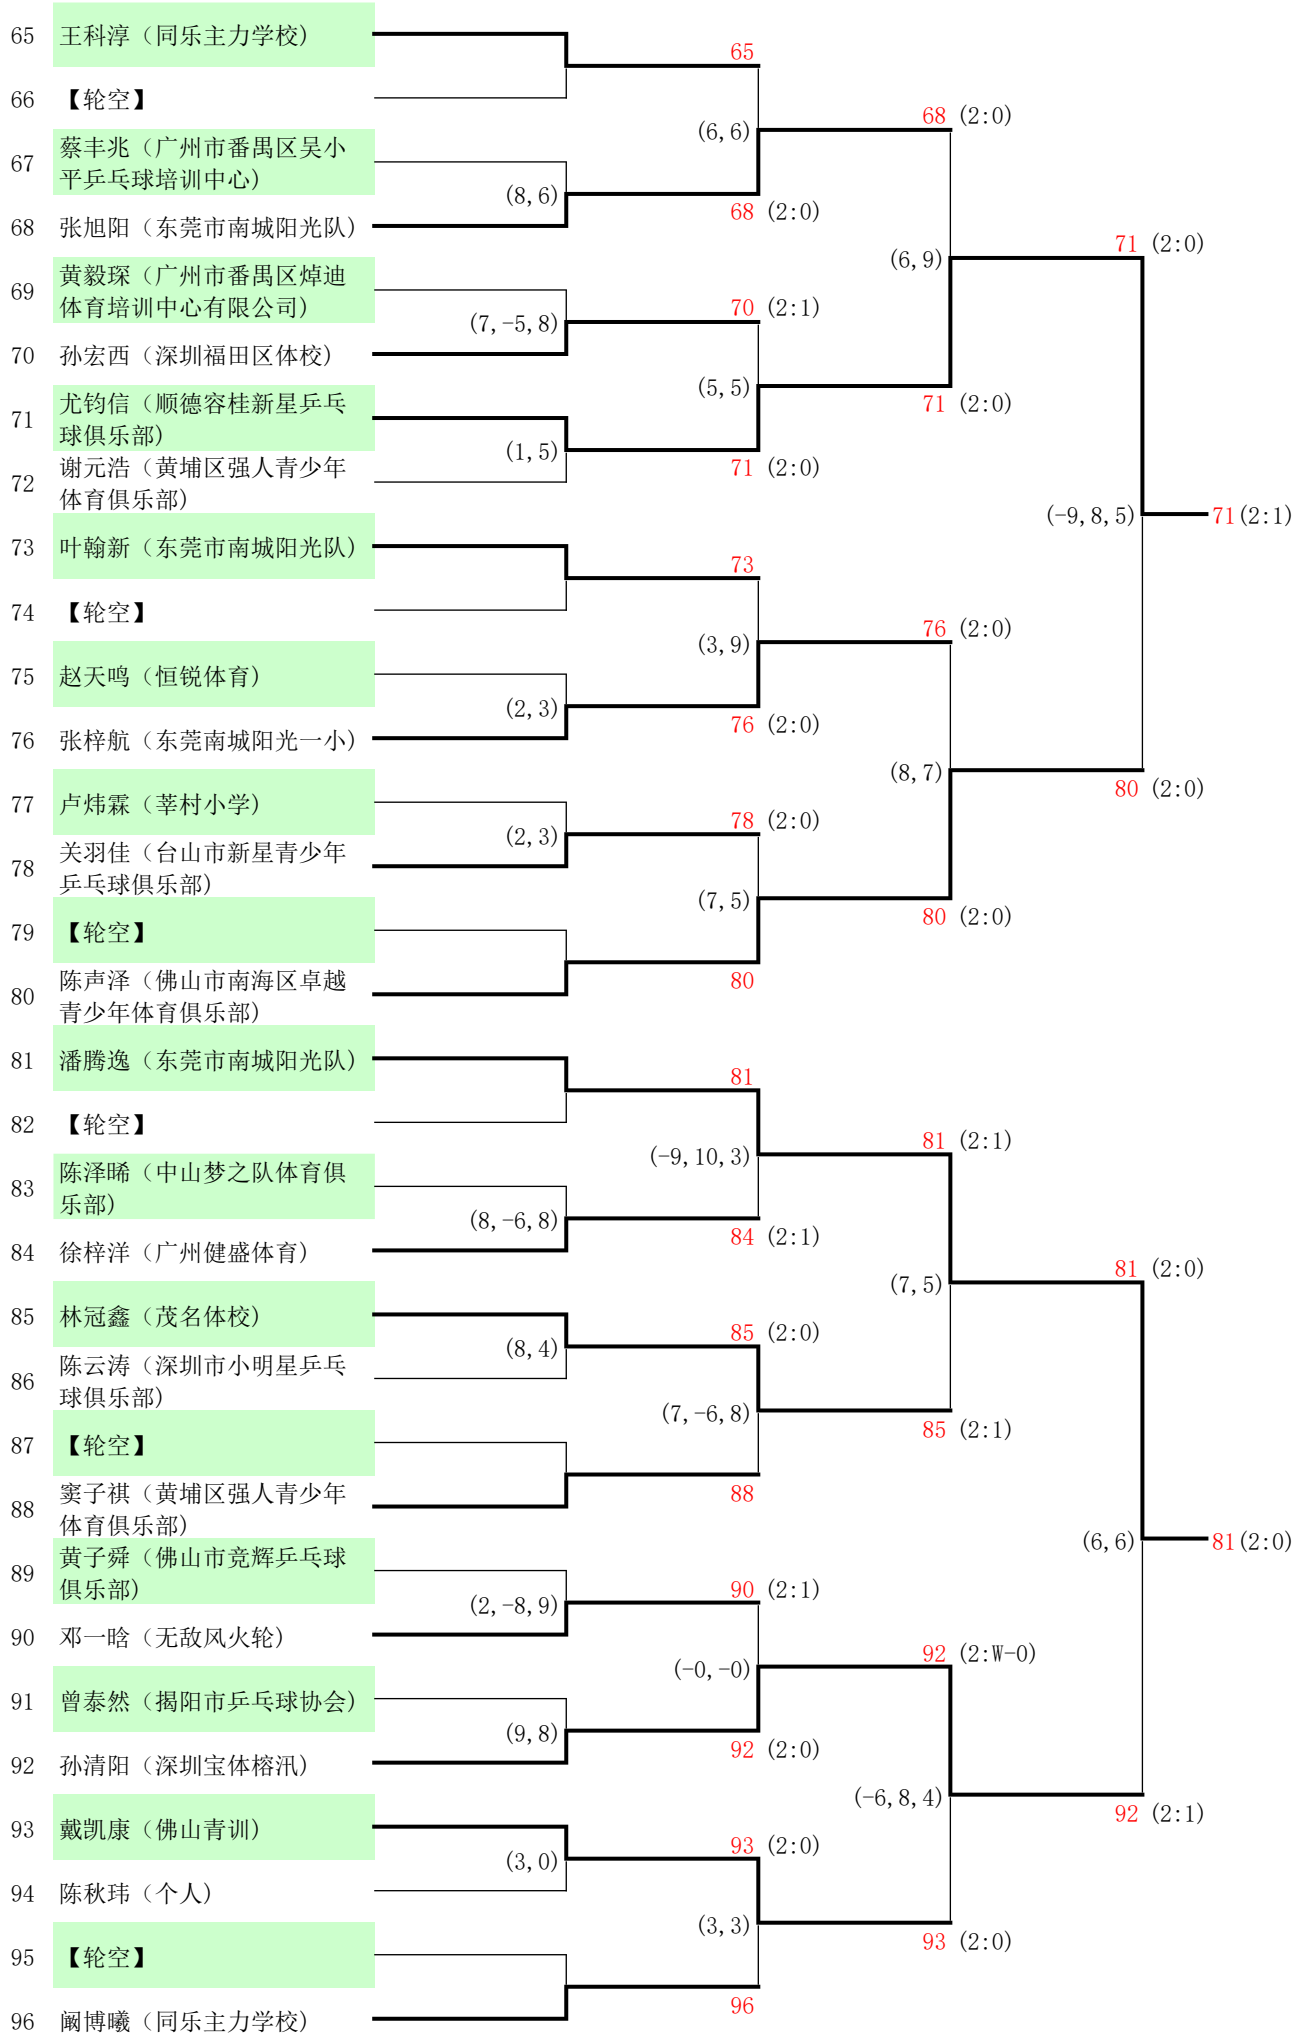 65 王科淳（同乐主力学校）
65
66 【轮空】
68 (2:0)
(6,6)
67 蔡丰兆（广州市番禺区吴小
平乒乓球培训中心）
(8,6)
68 (2:0)
68 张旭阳（东莞市南城阳光队）
71 (2:0)
(6,9)
69 黄毅琛（广州市番禺区焯迪
体育培训中心有限公司）
70 (2:1)
(7,-5,8)
70 孙宏西（深圳福田区体校）
(5,5)
71 (2:0)
71 尤钧信（顺德容桂新星乒乓
球俱乐部）
(1,5)
71 (2:0)
72 谢元浩（黄埔区强人青少年
体育俱乐部）
(-9,8,5)
71(2:1)
73 叶翰新（东莞市南城阳光队）
73
74 【轮空】
76 (2:0)
(3,9)
75 赵天鸣（恒锐体育）
(2,3)
76 (2:0)
76 张梓航（东莞南城阳光一小）
(8,7)
80 (2:0)
77 卢炜霖（莘村小学）
78 (2:0)
(2,3)
78 关羽佳（台山市新星青少年
乒乓球俱乐部）
(7,5)
80 (2:0)
79 【轮空】
80
80 陈声泽（佛山市南海区卓越
青少年体育俱乐部）
81 潘腾逸（东莞市南城阳光队）
81
82 【轮空】
81 (2:1)
(-9,10,3)
83 陈泽晞（中山梦之队体育俱
乐部）
(8,-6,8)
84 (2:1)
84 徐梓洋（广州健盛体育）
81 (2:0)
(7,5)
85 林冠鑫（茂名体校）
85 (2:0)
(8,4)
86 陈云涛（深圳市小明星乒乓
球俱乐部）
(7,-6,8)
85 (2:1)
87 【轮空】
88
88 窦子祺（黄埔区强人青少年
体育俱乐部）
(6,6)
81(2:0)
89 黄子舜（佛山市竞辉乒乓球
俱乐部）
90 (2:1)
(2,-8,9)
90 邓一晗（无敌风火轮）
92 (2:W-0)
(-0,-0)
91 曾泰然（揭阳市乒乓球协会）
(9,8)
92 (2:0)
92 孙清阳（深圳宝体榕汛）
(-6,8,4)
92 (2:1)
93 戴凯康（佛山青训）
93 (2:0)
(3,0)
94 陈秋玮（个人）
(3,3)
93 (2:0)
95 【轮空】
96
96 阚博曦（同乐主力学校）